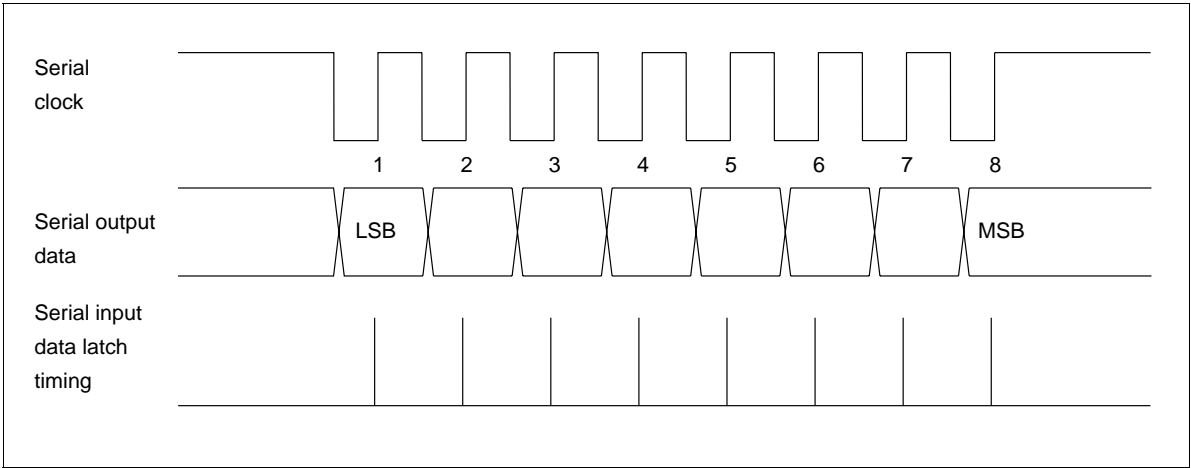 Serial
clock
1 2 3 4 5 6 7 8
Serial output
data
LSB
MSB
Serial input
data latch
timing